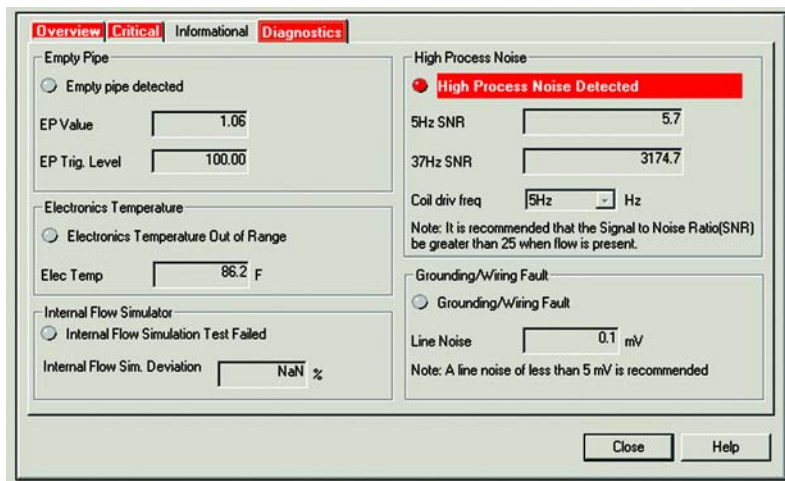 Overview Critical Informational Diagnostics
Empty Pipe
Empty pipe detected
EP Value 1.06
EP Trig. Level 100.00
Electronics Temperature
Electronics Temperature Out of Range
Elec Temp 86.2 F
Internal Flow Simulator
Internal Flow Simulation Test Failed
Internal Flow Sim. Deviation NaN %
High Process Noise
High Process Noise Detected
5Hz SNR 5.7
37Hz SNR 3174.7
Coil driv freq 5Hz Hz
Note: It is recommended that the Signal to Noise Ratio(SNR)
be greater than 25 when flow is present.
Grounding/Wiring Fault
Grounding/Wiring Fault
Line Noise 0.1 mV
Note: A line noise of less than 5 mV is recommended
Close Help